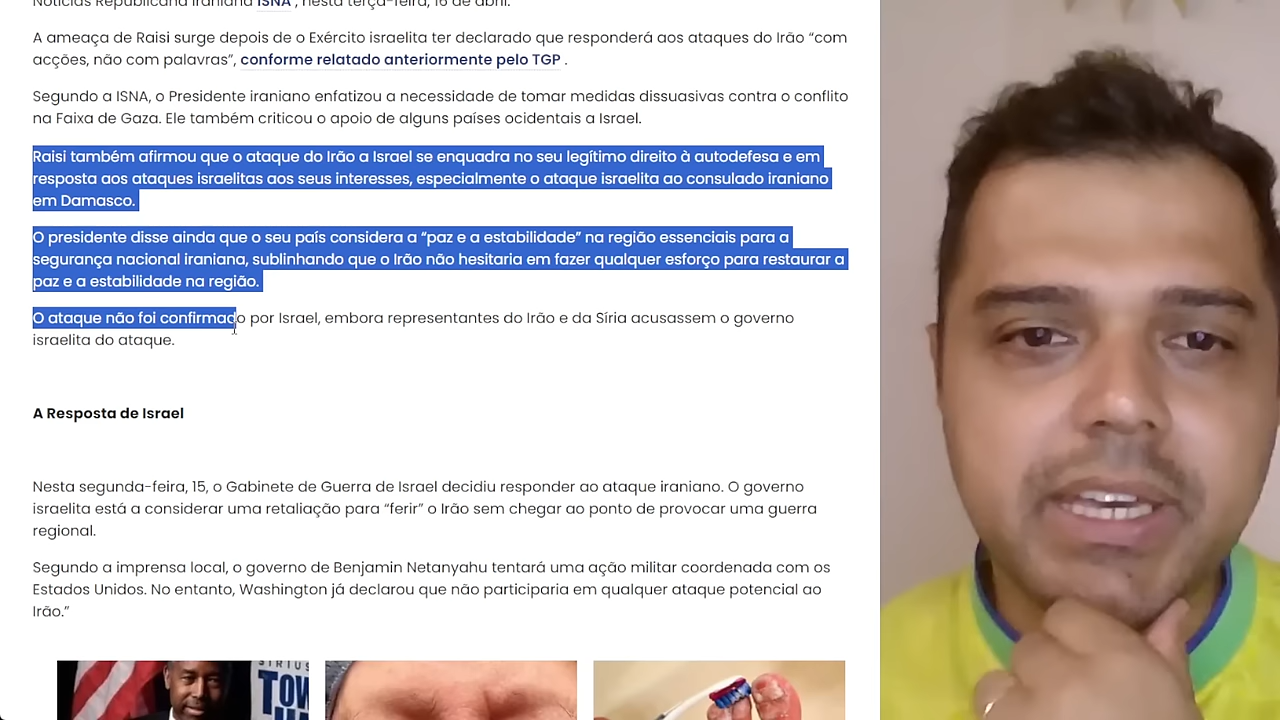 Notícias Republicana Iraniana ISNA , nesta terça-feira, 16 de abril.
A ameaça de Raisi surge depois de o Exército israelita ter declarado que responderá aos ataques do Irão “com
acções, não com palavras”, conforme relatado anteriormente pelo TGP .
Segundo a ISNA, o Presidente iraniano enfatizou a necessidade de tomar medidas dissuasivas contra o conflito
na Faixa de Gaza. Ele também criticou o apoio de alguns países ocidentais a Israel.
Raisi também afirmou que o ataque do Irão a Israel se enquadra no seu legítimo direito à autodefesa e em
resposta aos ataques israelitas aos seus interesses, especialmente o ataque israelita ao consulado iraniano
em Damasco.
O presidente disse ainda que o seu país considera a “paz e a estabilidade” na região essenciais para a
segurança nacional iraniana, sublinhando que o Irão não hesitaria em fazer qualquer esforço para restaurar a
paz e a estabilidade na região.
O ataque não foi confirmado por Israel, embora representantes do Irão e da Síria acusassem o governo
israelita do ataque.
A Resposta de Israel
Nesta segunda-feira, 15, o Gabinete de Guerra de Israel decidiu responder ao ataque iraniano. O governo
israelita está a considerar uma retaliação para “ferir” o Irão sem chegar ao ponto de provocar uma guerra
regional.
Segundo a imprensa local, o governo de Benjamin Netanyahu tentará uma ação militar coordenada com os
Estados Unidos. No entanto, Washington já declarou que não participaria em qualquer ataque potencial ao
Irão.”
SIRIUS
TOW